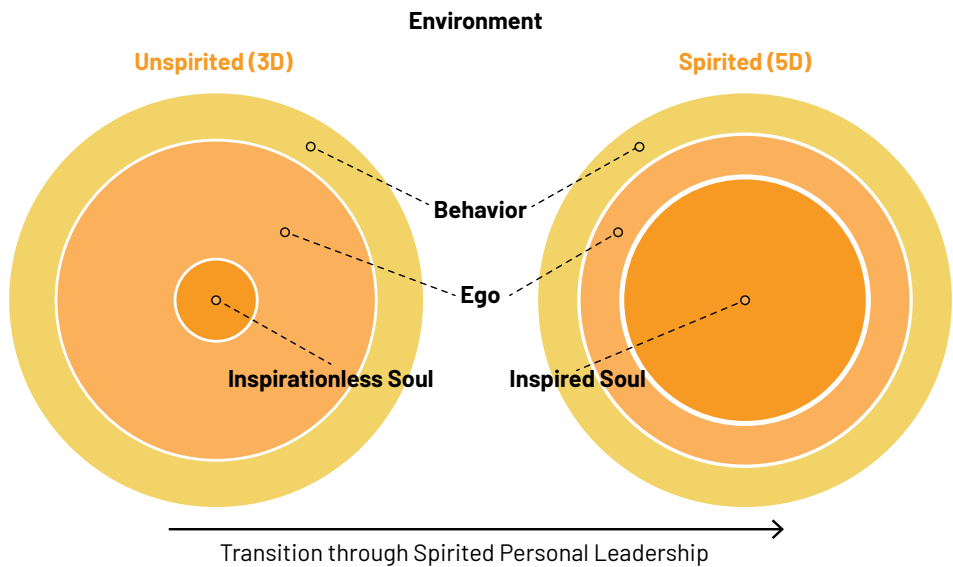 Environment
Unspirited (3D)
Spirited (5D)
Behavior
Ego
Inspirationless Soul
Inspired Soul
Transition through Spirited Personal Leadership